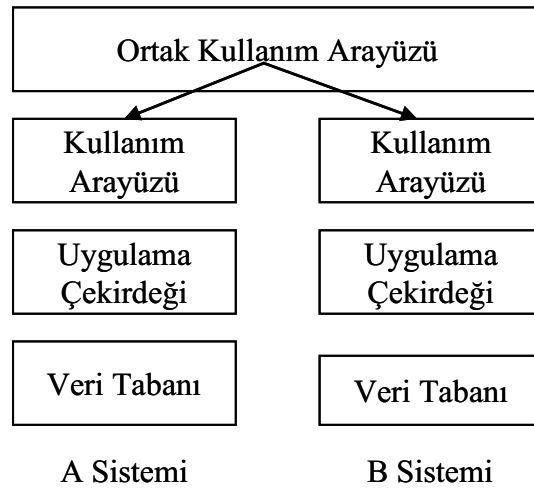 Ortak Kullanım Arayüzü
Kullanım
Arayüzü
Kullanım
Arayüzü
Uygulama
Çekirdeği
Uygulama
Çekirdeği
Veri Tabanı
Veri Tabanı
A Sistemi
B Sistemi